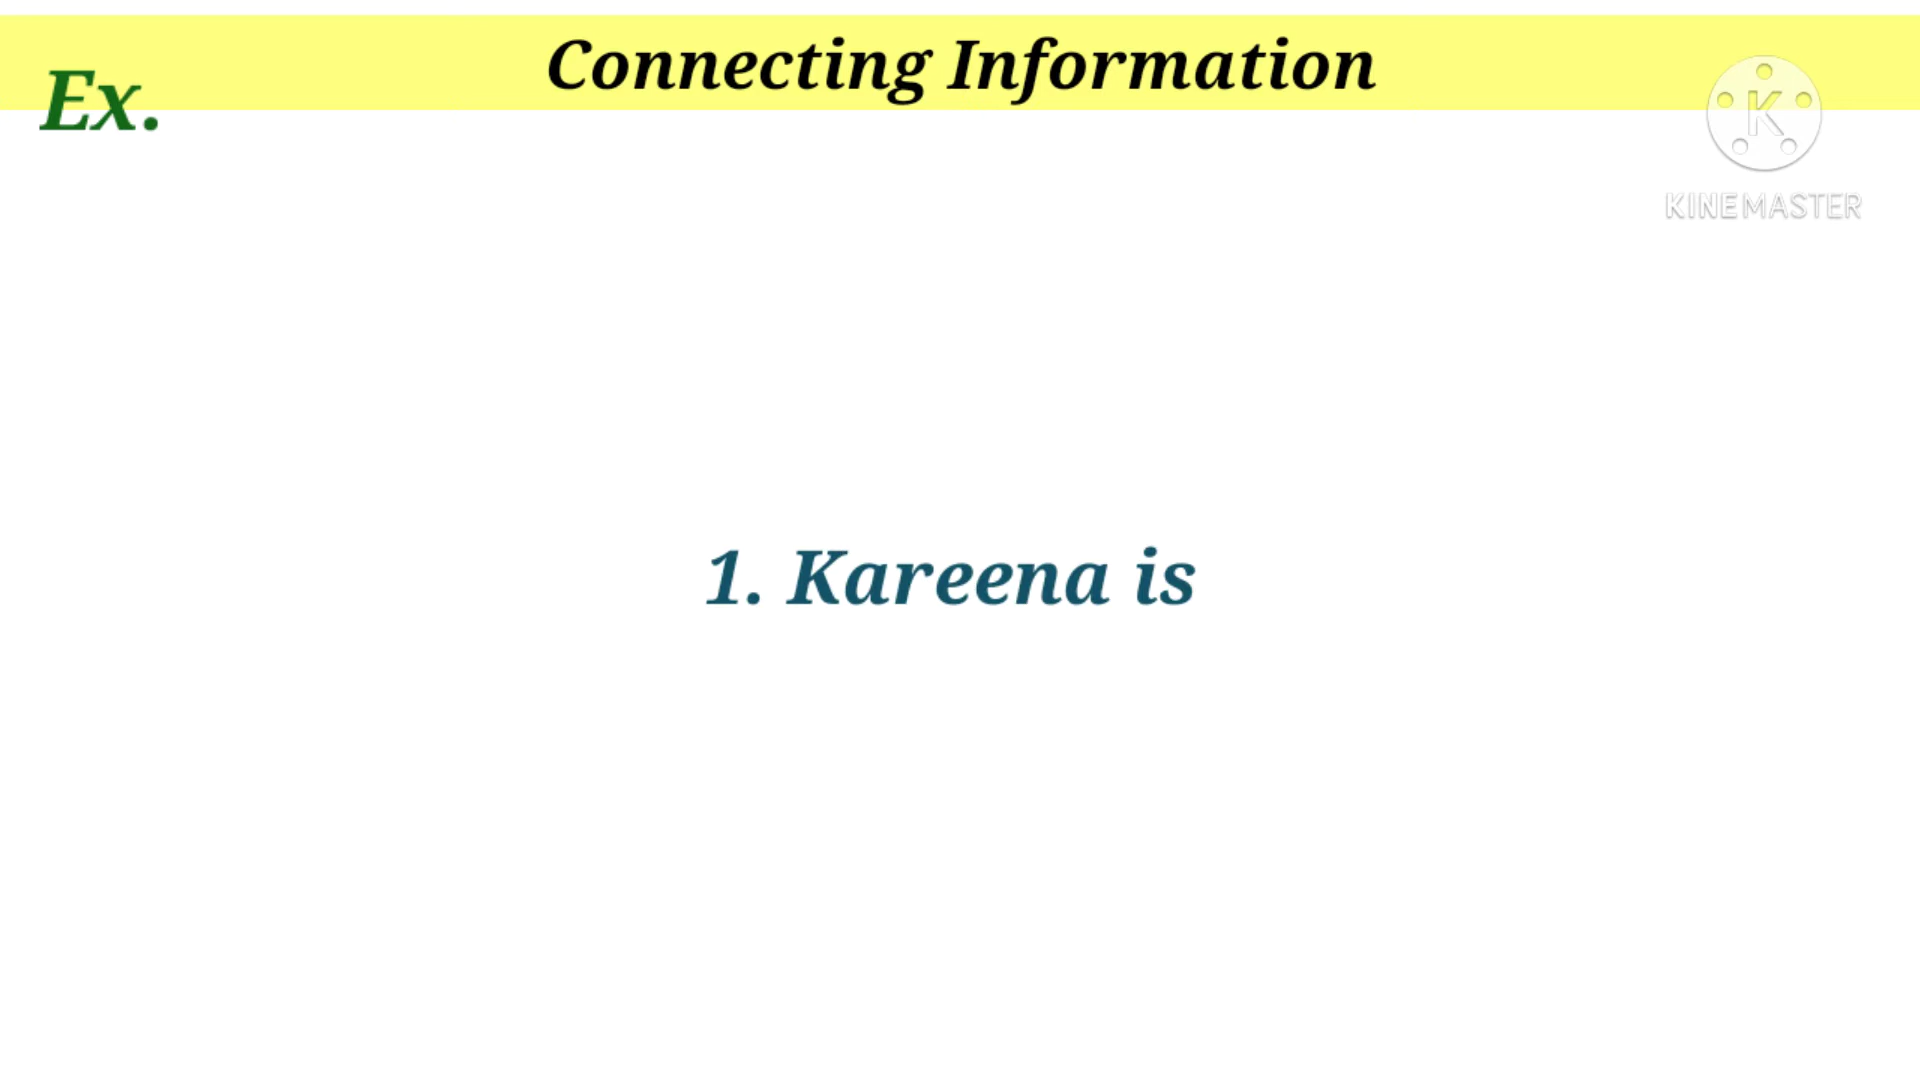 Connecting Information
Ex.
K
KINEMASTER
1. Kareena is